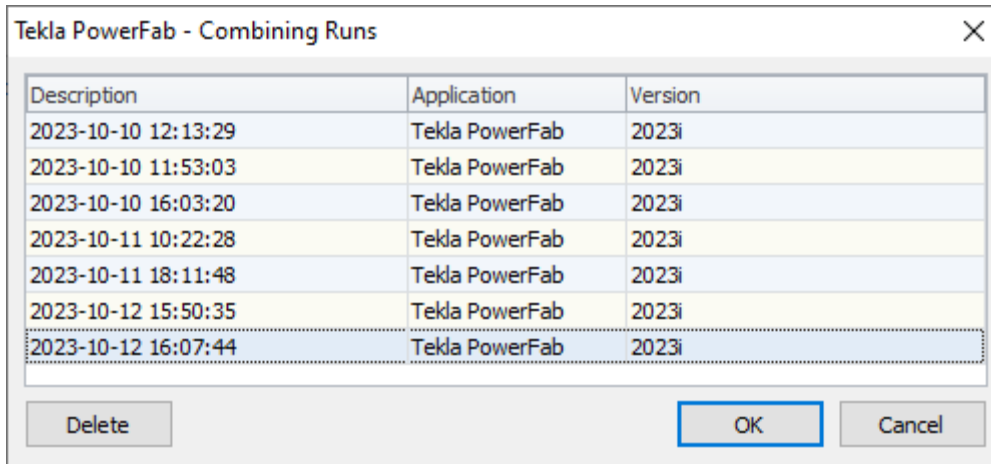 Tekla PowerFab - Combining Runs
Description Application Version
2023-10-10 12:13:29 Tekla PowerFab 2023i
2023-10-10 11:53:03 Tekla PowerFab 2023i
2023-10-10 16:03:20 Tekla PowerFab 2023i
2023-10-11 10:22:28 Tekla PowerFab 2023i
2023-10-11 18:11:48 Tekla PowerFab 2023i
2023-10-12 15:50:35 Tekla PowerFab 2023i
2023-10-12 16:07:44 Tekla PowerFab 2023i
Delete OK Cancel